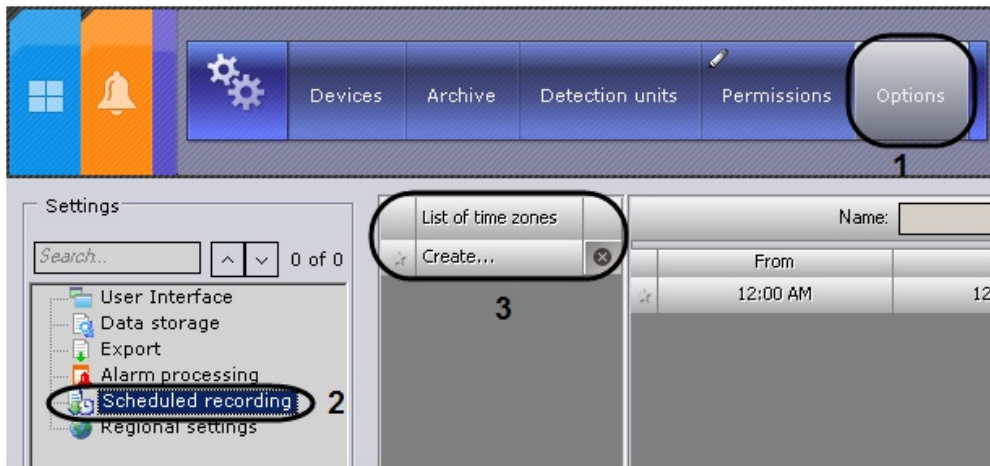 Devices Archive Detection units Permissions Options
1
Settings
Search...
0 of 0
User Interface
Data storage
Export
Alarm processing
Scheduled recording
2
Regional settings
List of time zones
Create...
3
Name:
From
12:00 AM
12